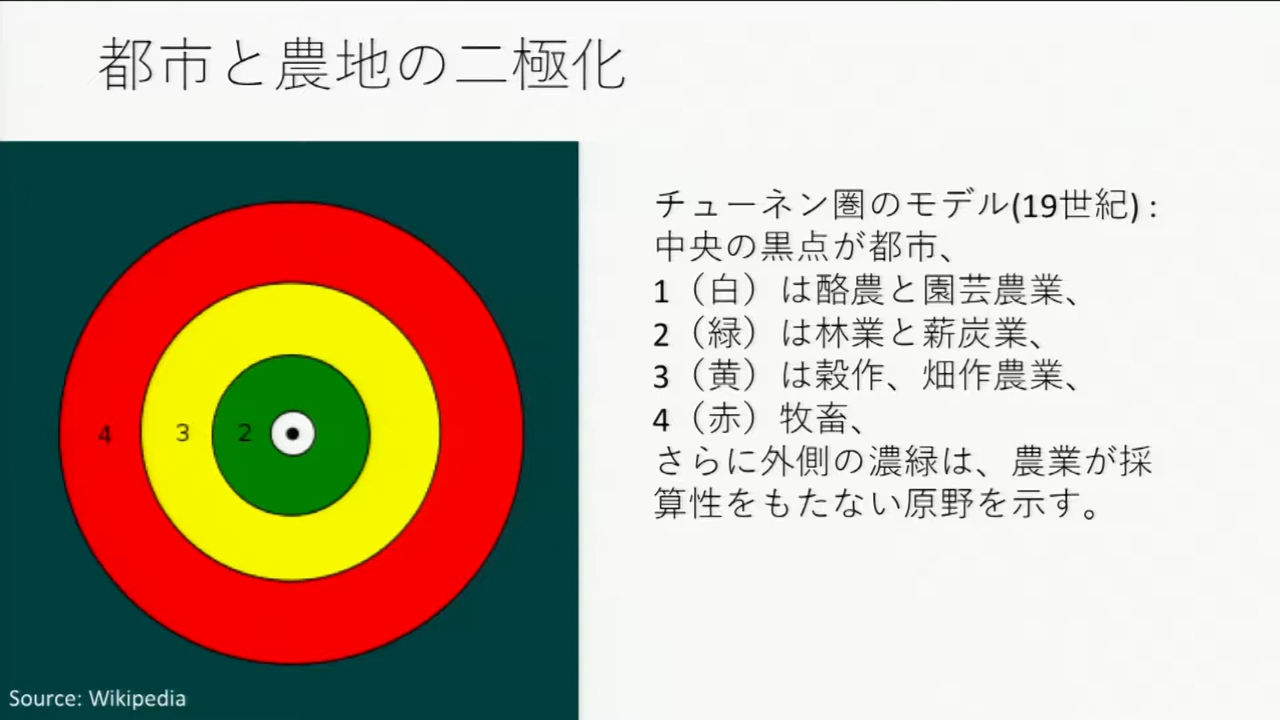 都市と農地の二極化
チューネン圏のモデル(19世紀) :
中央の黒点が都市、
1（白）は酪農と園芸農業、
2（緑）は林業と薪炭業、
3（黄）は穀作、畑作農業、
4（赤）牧畜、
さらに外側の濃緑は、農業が採
算性をもたない原野を示す。
4 3 2
Source: Wikipedia